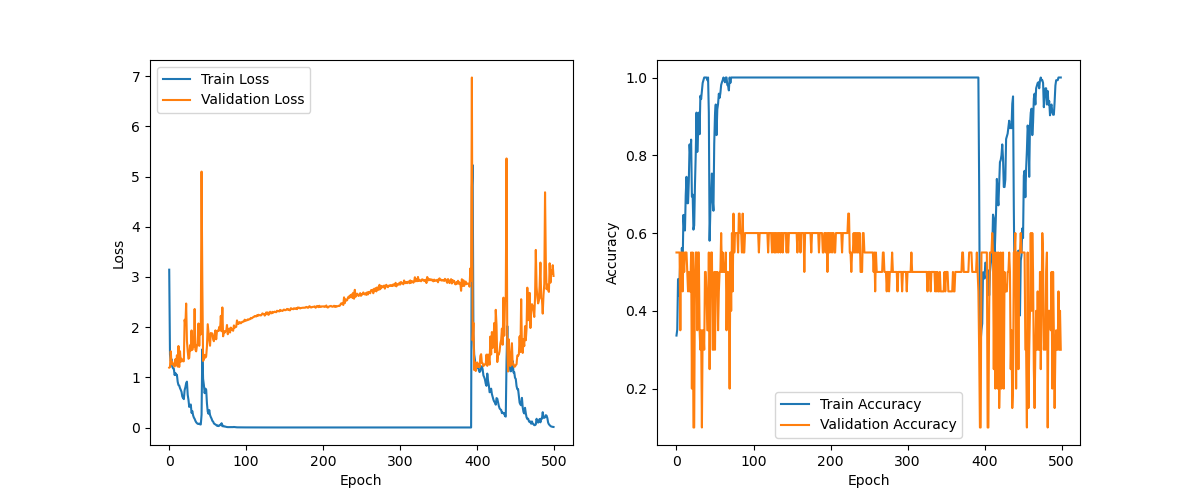 Train Loss
Validation Loss
7
6
5
4
3
2
1
0
Loss
0 100 200 300 400 500
Epoch
1.0
0.8
0.6
0.4
0.2
Accuracy
Train Accuracy
Validation Accuracy
0 100 200 300 400 500
Epoch